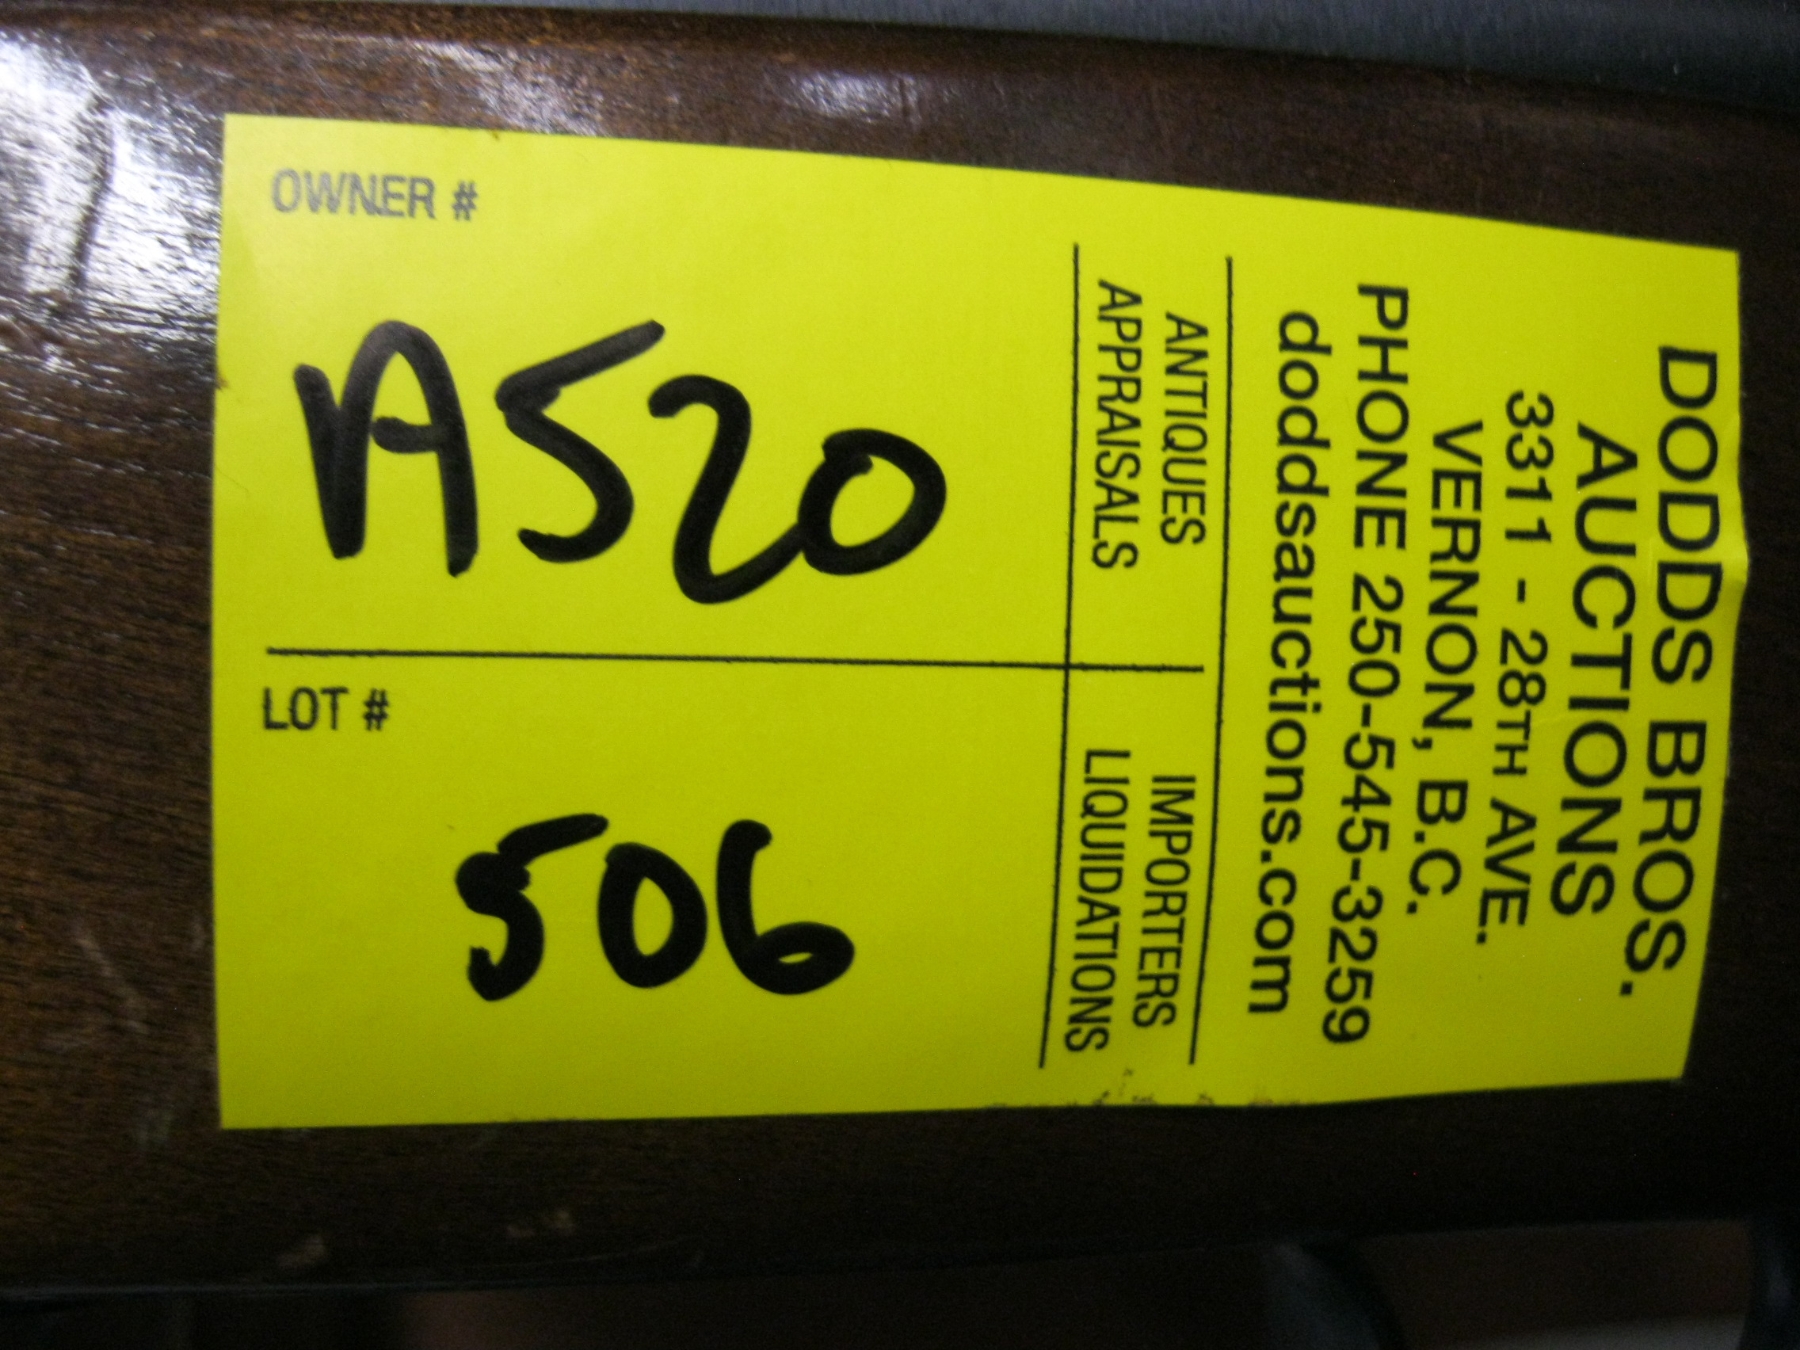 DODDS BROS.
AUCTIONS
3311 - 28TH AVE.
VERNON, B.C.
PHONE 250-545-3259
doddsauctions.com
ANTIQUES
APPRAISALS
IMPORTERS
LIQUIDATIONS
OWNER #
A520
LOT #
506